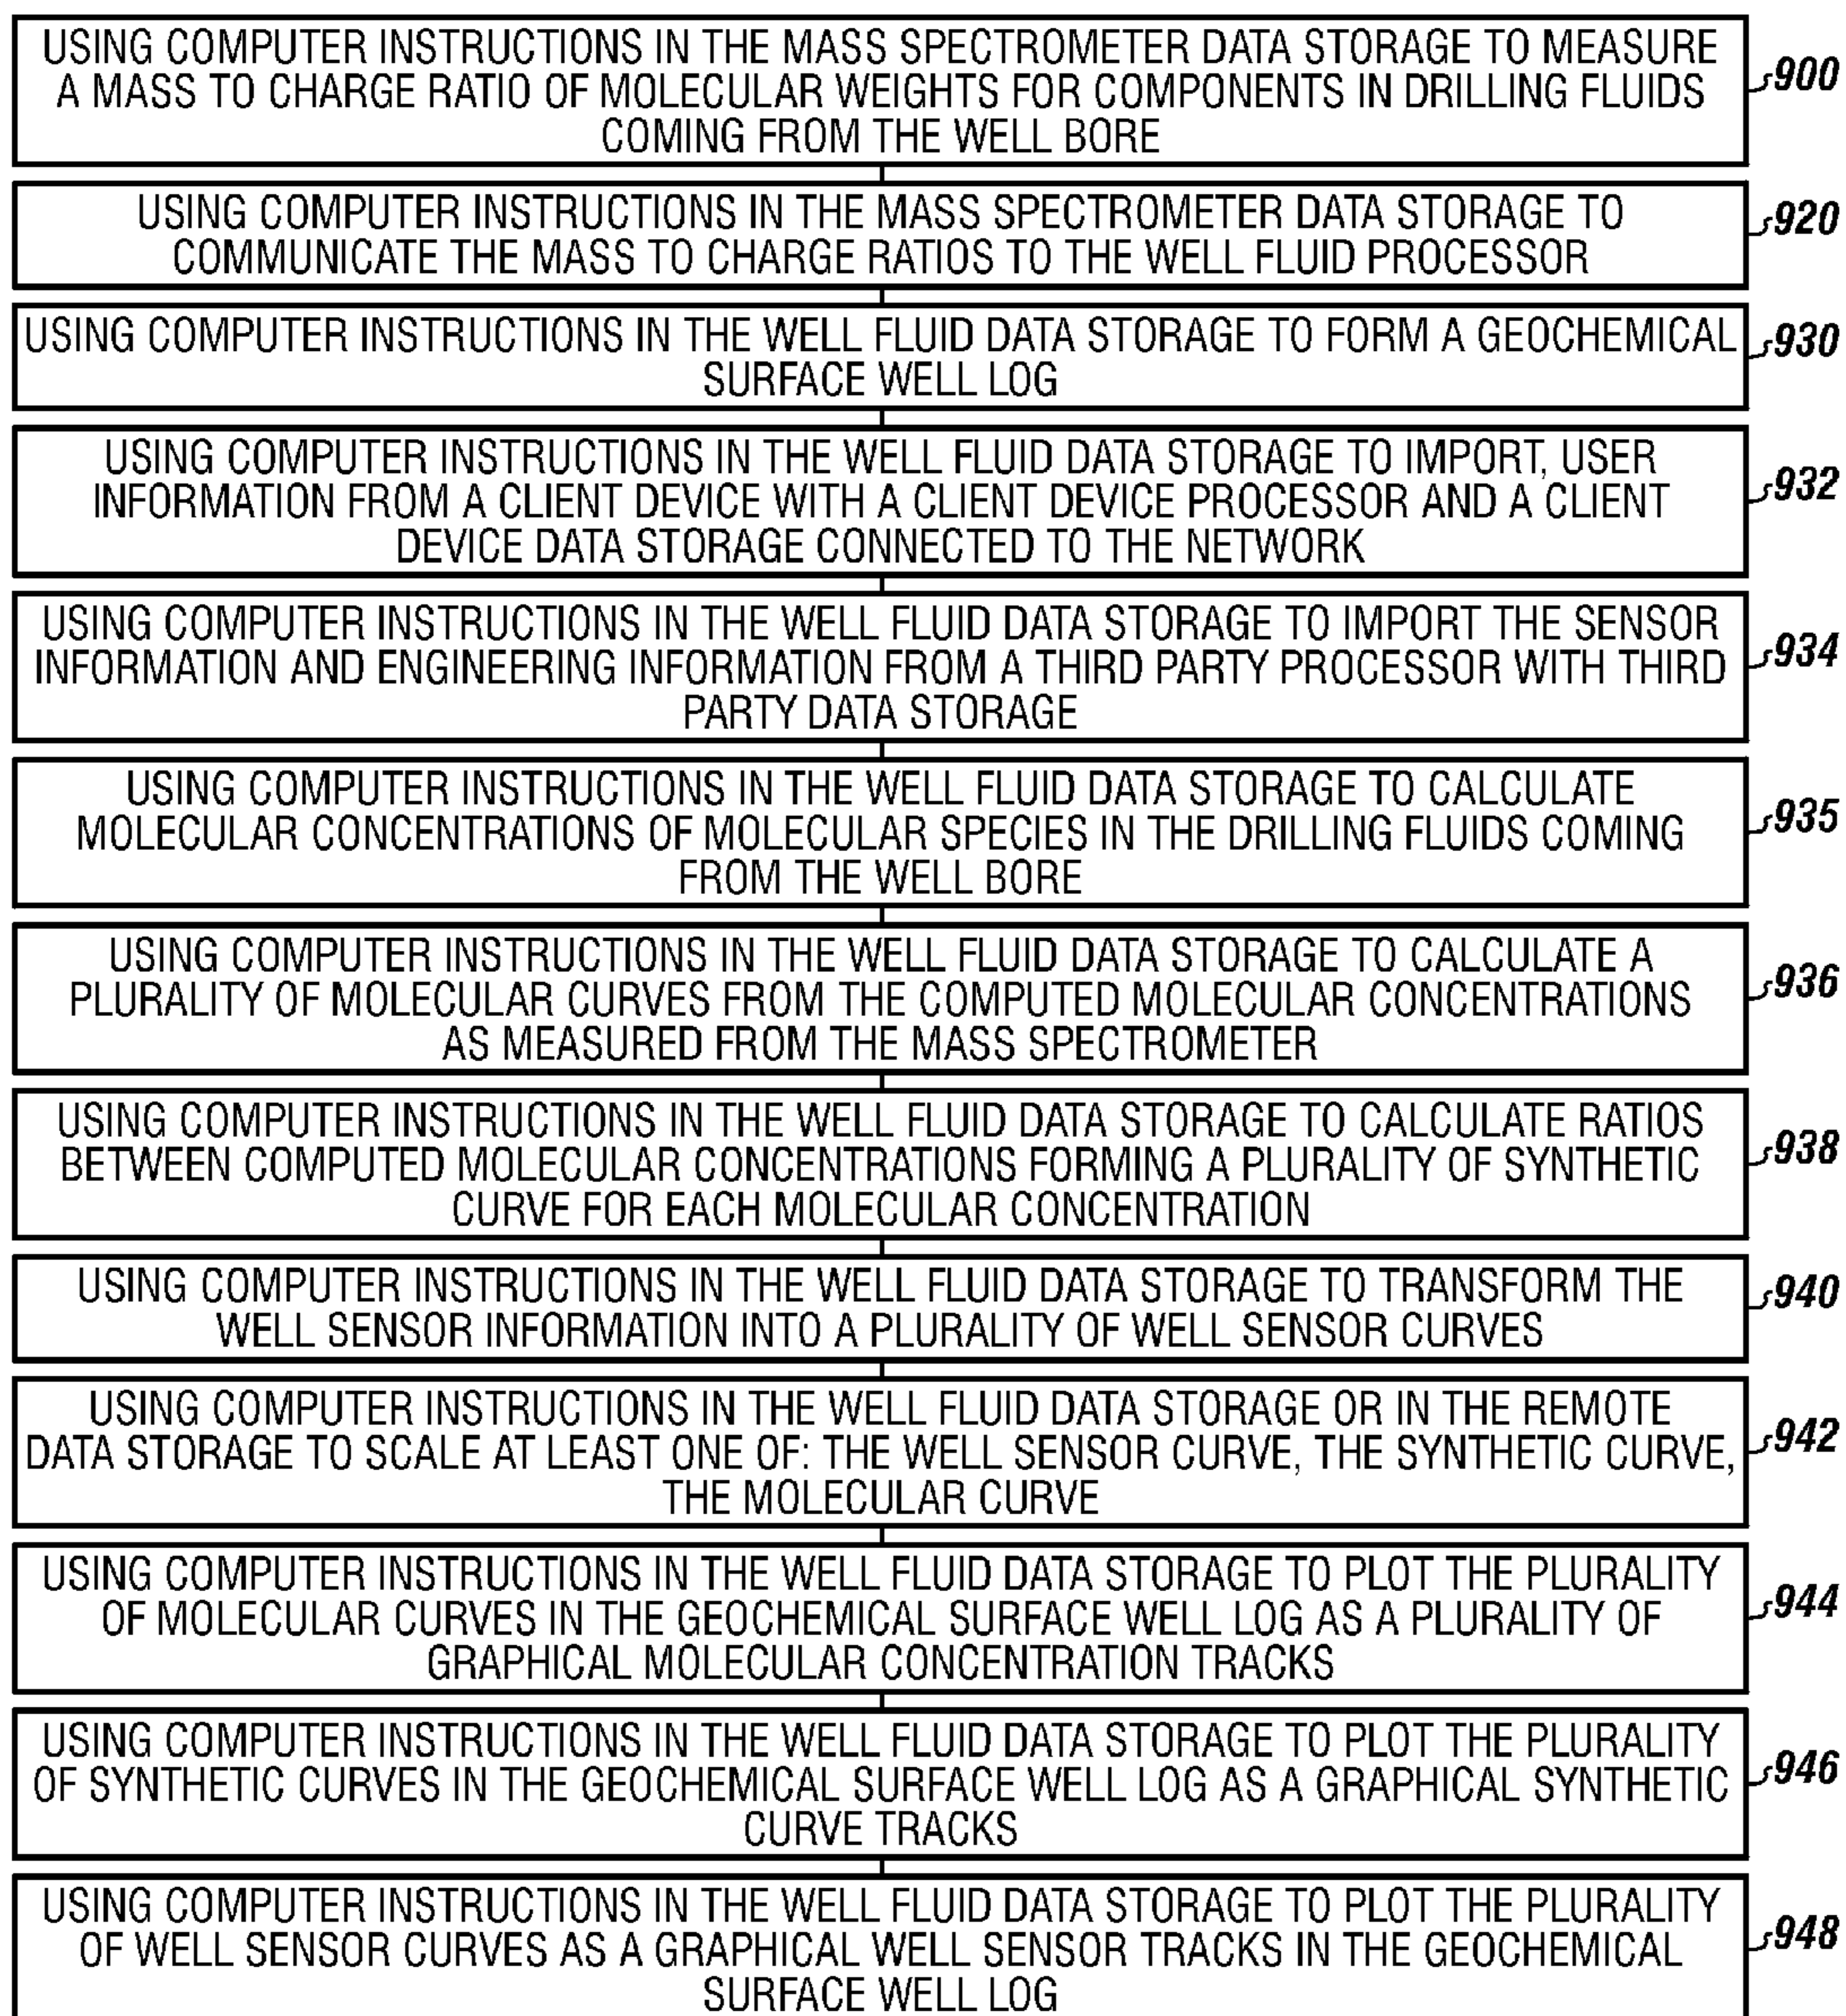 USING COMPUTER INSTRUCTIONS IN THE MASS SPECTROMETER DATA STORAGE TO MEASURE
A MASS TO CHARGE RATIO OF MOLECULAR WEIGHTS FOR COMPONENTS IN DRILLING FLUIDS
COMING FROM THE WELL BORE
900
USING COMPUTER INSTRUCTIONS IN THE MASS SPECTROMETER DATA STORAGE TO
COMMUNICATE THE MASS TO CHARGE RATIOS TO THE WELL FLUID PROCESSOR
920
USING COMPUTER INSTRUCTIONS IN THE WELL FLUID DATA STORAGE TO FORM A GEOCHEMICAL
SURFACE WELL LOG
930
USING COMPUTER INSTRUCTIONS IN THE WELL FLUID DATA STORAGE TO IMPORT, USER
INFORMATION FROM A CLIENT DEVICE WITH A CLIENT DEVICE PROCESSOR AND A CLIENT
DEVICE DATA STORAGE CONNECTED TO THE NETWORK
932
USING COMPUTER INSTRUCTIONS IN THE WELL FLUID DATA STORAGE TO IMPORT THE SENSOR
INFORMATION AND ENGINEERING INFORMATION FROM A THIRD PARTY PROCESSOR WITH THIRD
PARTY DATA STORAGE
934
USING COMPUTER INSTRUCTIONS IN THE WELL FLUID DATA STORAGE TO CALCULATE
MOLECULAR CONCENTRATIONS OF MOLECULAR SPECIES IN THE DRILLING FLUIDS COMING
FROM THE WELL BORE
935
USING COMPUTER INSTRUCTIONS IN THE WELL FLUID DATA STORAGE TO CALCULATE A
PLURALITY OF MOLECULAR CURVES FROM THE COMPUTED MOLECULAR CONCENTRATIONS
AS MEASURED FROM THE MASS SPECTROMETER
936
USING COMPUTER INSTRUCTIONS IN THE WELL FLUID DATA STORAGE TO CALCULATE RATIOS
BETWEEN COMPUTED MOLECULAR CONCENTRATIONS FORMING A PLURALITY OF SYNTHETIC
CURVE FOR EACH MOLECULAR CONCENTRATION
938
USING COMPUTER INSTRUCTIONS IN THE WELL FLUID DATA STORAGE TO TRANSFORM THE
WELL SENSOR INFORMATION INTO A PLURALITY OF WELL SENSOR CURVES
940
USING COMPUTER INSTRUCTIONS IN THE WELL FLUID DATA STORAGE OR IN THE REMOTE
DATA STORAGE TO SCALE AT LEAST ONE OF: THE WELL SENSOR CURVE, THE SYNTHETIC CURVE,
THE MOLECULAR CURVE
942
USING COMPUTER INSTRUCTIONS IN THE WELL FLUID DATA STORAGE TO PLOT THE PLURALITY
OF MOLECULAR CURVES IN THE GEOCHEMICAL SURFACE WELL LOG AS A PLURALITY OF
GRAPHICAL MOLECULAR CONCENTRATION TRACKS
944
USING COMPUTER INSTRUCTIONS IN THE WELL FLUID DATA STORAGE TO PLOT THE PLURALITY
OF SYNTHETIC CURVES IN THE GEOCHEMICAL SURFACE WELL LOG AS A GRAPHICAL SYNTHETIC
CURVE TRACKS
946
USING COMPUTER INSTRUCTIONS IN THE WELL FLUID DATA STORAGE TO PLOT THE PLURALITY
OF WELL SENSOR CURVES AS A GRAPHICAL WELL SENSOR TRACKS IN THE GEOCHEMICAL
SURFACE WELL LOG
948